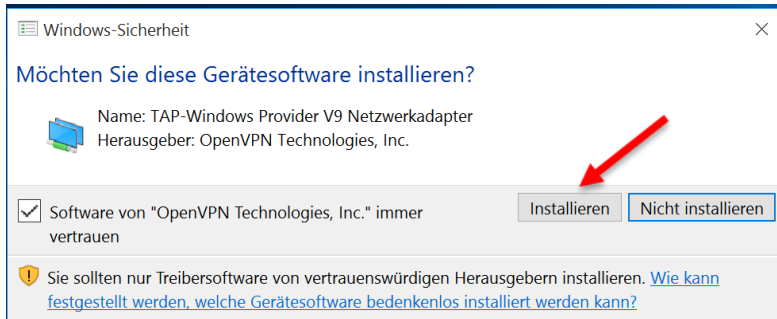 Windows-Sicherheit
Möchten Sie diese Gerätesoftware installieren?
Name: TAP-Windows Provider V9 Netzwerkadapter
Herausgeber: OpenVPN Technologies, Inc.
Software von "OpenVPN Technologies, Inc." immer
vertrauen
Installieren
Nicht installieren
Sie sollten nur Treibersoftware von vertrauenswürdigen Herausgebern installieren. Wie kann
festgestellt werden, welche Gerätesoftware bedenkenlos installiert werden kann?